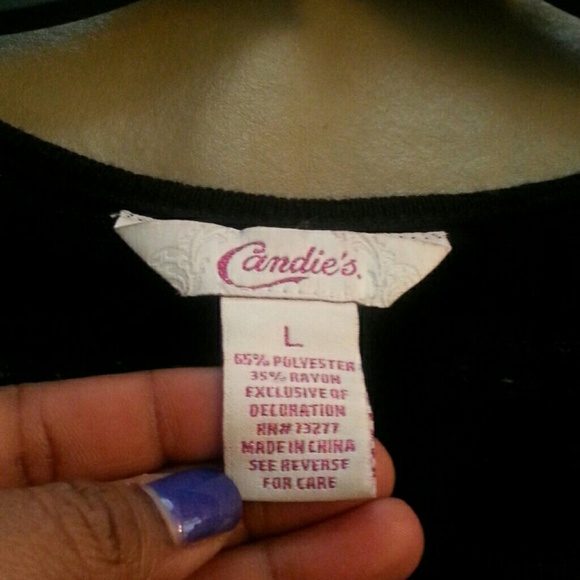 Candie's.
L
65% POLYESTER
35% RAYON
EXCLUSIVE OF
DECORATION
RN# 73277
MADE IN CHINA
SEE REVERSE
FOR CARE